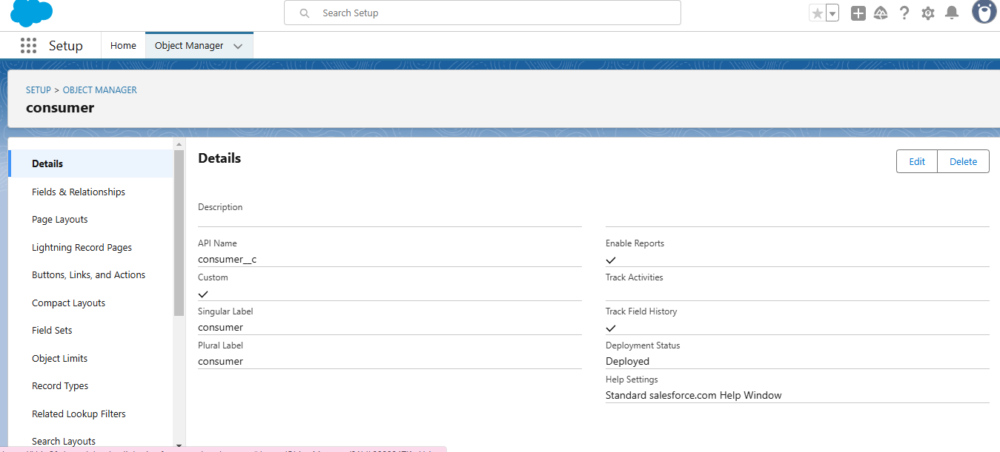 Search Setup
Setup
Home
Object Manager
SETUP > OBJECT MANAGER
consumer
Details
Fields & Relationships
Page Layouts
Lightning Record Pages
Buttons, Links, and Actions
Compact Layouts
Field Sets
Object Limits
Record Types
Related Lookup Filters
Search Layouts
Details
Edit
Delete
Description
API Name
consumer__c
Custom
Singular Label
consumer
Plural Label
consumer
Enable Reports
Track Activities
Track Field History
Deployment Status
Deployed
Help Settings
Standard salesforce.com Help Window